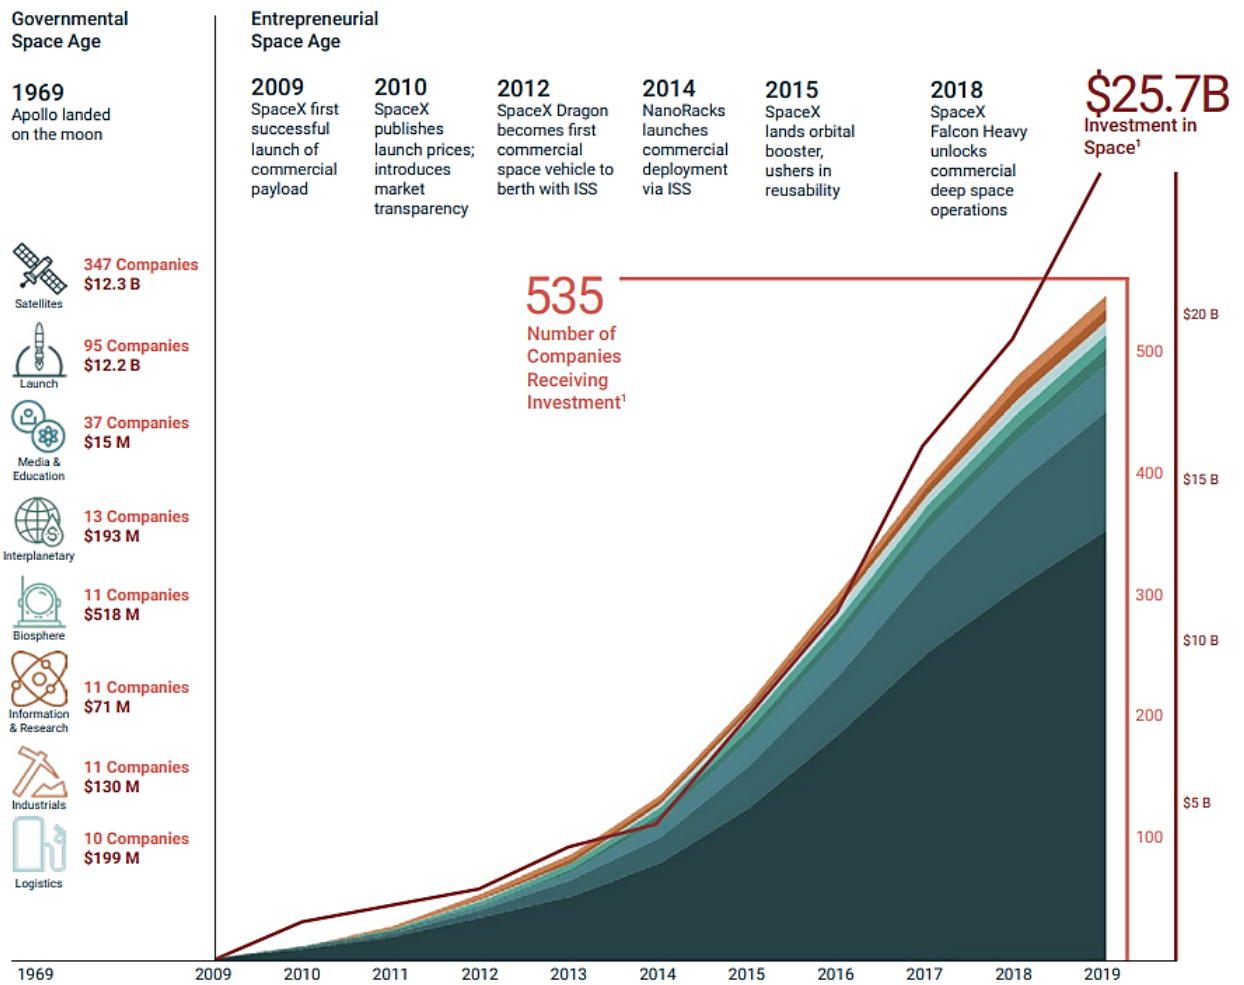 Governmental
Space Age
1969
Apollo landed
on the moon
Entrepreneurial
Space Age
2009
SpaceX first
successful
launch of
commercial
payload
2010
SpaceX
publishes
launch prices;
introduces
market
transparency
2012
SpaceX Dragon
becomes first
commercial
space vehicle to
berth with ISS
2014
NanoRacks
launches
commercial
deployment
via ISS
2015
SpaceX
lands orbital
booster,
ushers in
reusability
2018
SpaceX
Falcon Heavy
unlocks
commercial
deep space
operations
$25.7B
Investment in
Space¹
347 Companies
$12.3 B
Satellites
95 Companies
$12.2 B
Launch
37 Companies
$15 M
Media &
Education
13 Companies
$193 M
Interplanetary
11 Companies
$518 M
Biosphere
11 Companies
$71 M
Information
& Research
11 Companies
$130 M
Industrials
10 Companies
$199 M
Logistics
535
Number of
Companies
Receiving
Investment¹
500
400
300
200
100
$20 B
$15 B
$10 B
$5 B
1969 2009 2010 2011 2012 2013 2014 2015 2016 2017 2018 2019